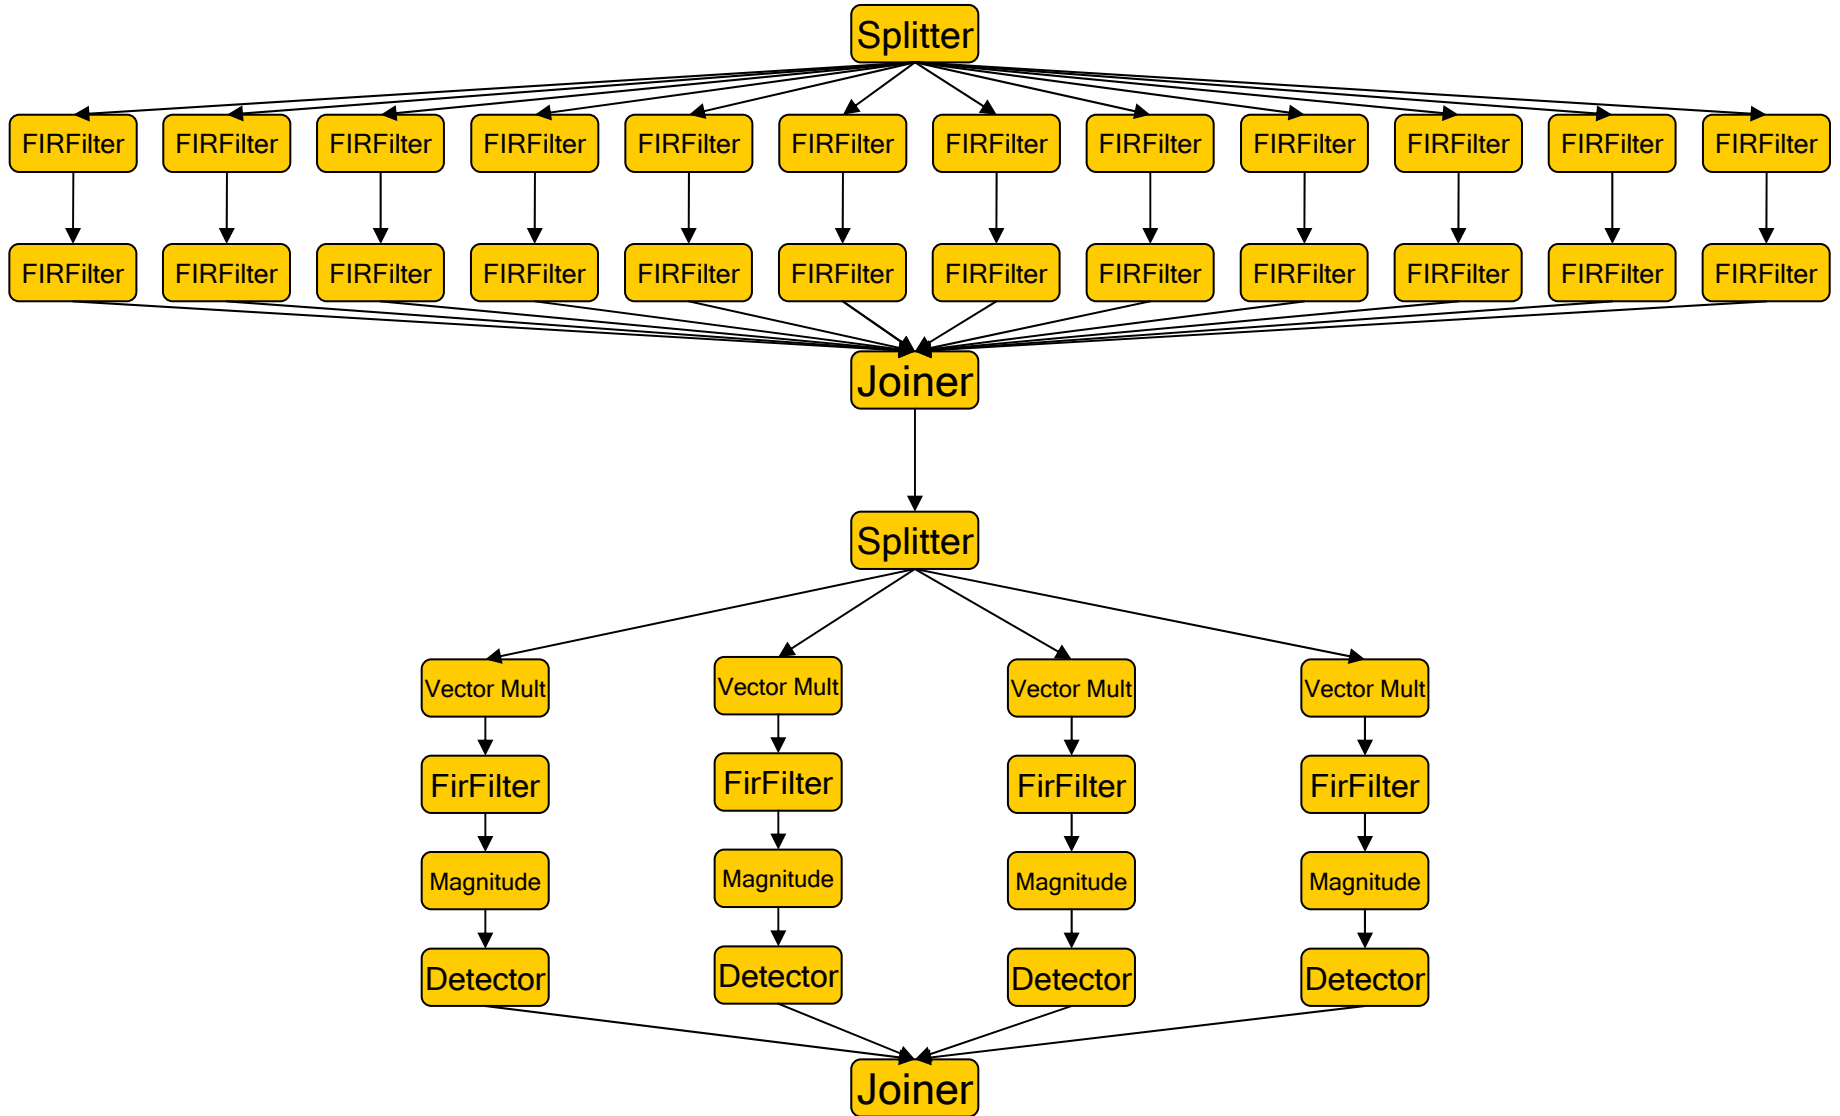 Splitter
FIRFilter FIRFilter FIRFilter FIRFilter FIRFilter FIRFilter FIRFilter FIRFilter FIRFilter FIRFilter FIRFilter FIRFilter
FIRFilter FIRFilter FIRFilter FIRFilter FIRFilter FIRFilter FIRFilter FIRFilter FIRFilter FIRFilter FIRFilter FIRFilter
Joiner
Splitter
Vector Mult Vector Mult Vector Mult Vector Mult
FirFilter FirFilter FirFilter FirFilter
Magnitude Magnitude Magnitude Magnitude
Detector Detector Detector Detector
Joiner